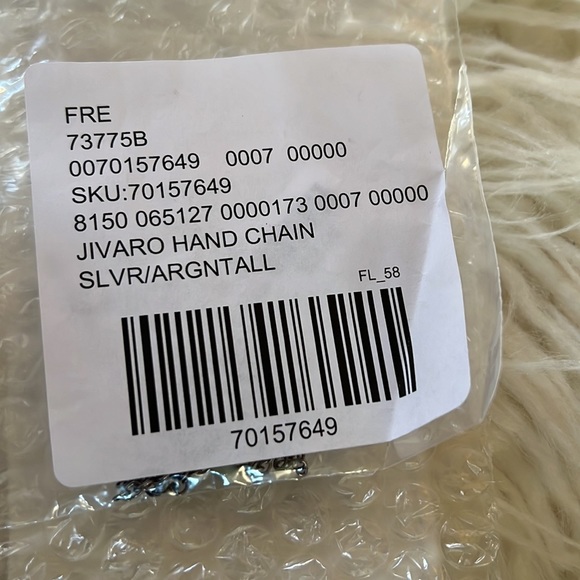 FRE
73775B
0070157649 0007 00000
SKU:70157649
8150 065127 0000173 0007 00000
JIVARO HAND CHAIN
SLVR/ARGNTALL
FL_58
70157649